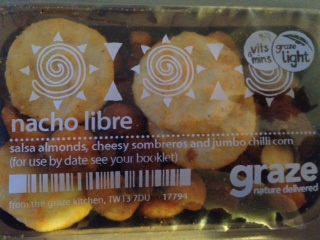 vits
mins
graze
light
nacho libre
salsa almonds, cheesy sombreros and jumbo chilli corn
(for use by date see your booklet)
graze
nature delivered
from the graze kitchen, TW13 7DU 17794